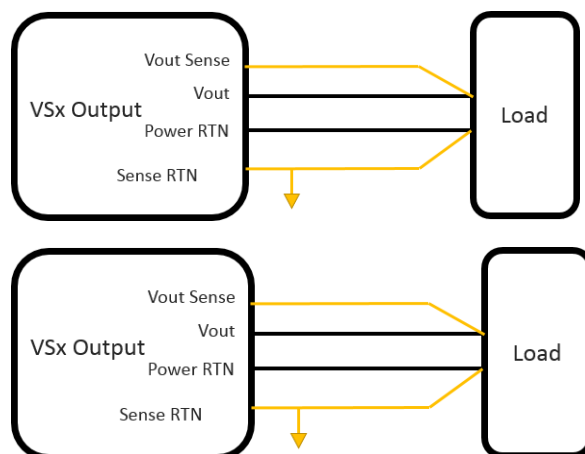 Vout Sense
Vout
VSx Output
Load
Power RTN
Sense RTN
Vout Sense
Vout
VSx Output
Load
Power RTN
Sense RTN